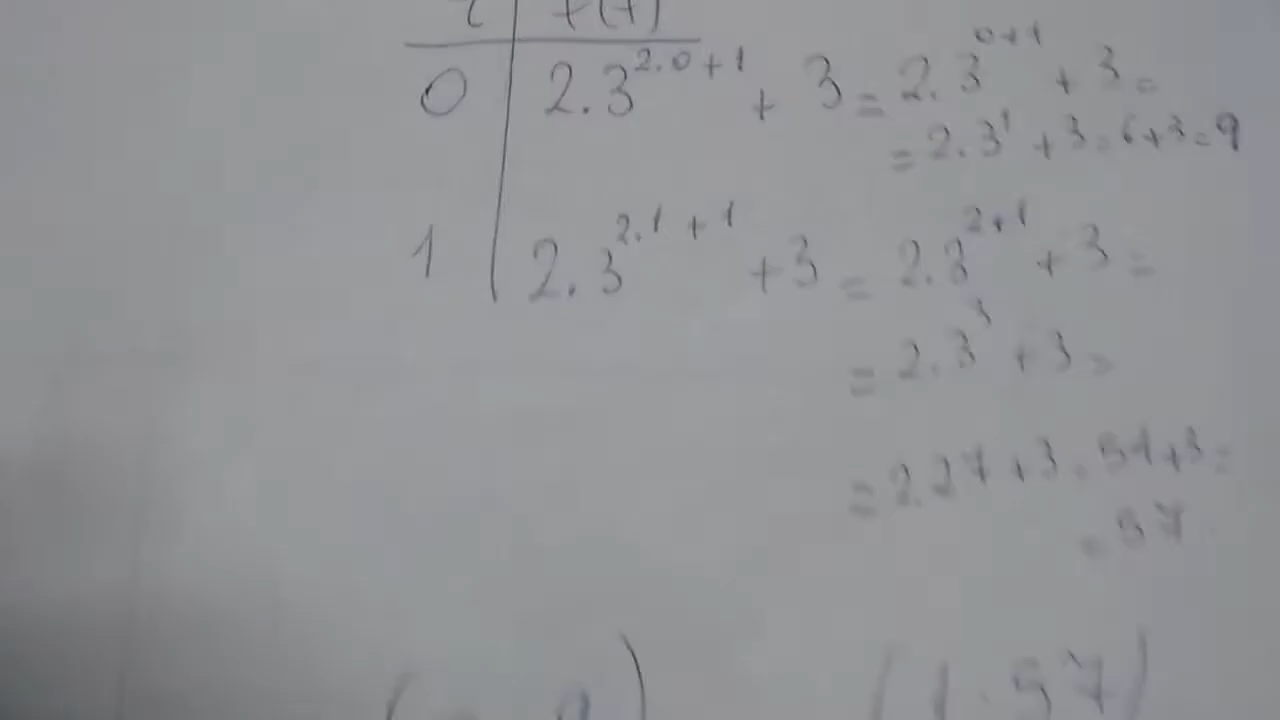 t | f(t)
0 | 2.3^{2.0+1} + 3 = 2.3^{0+1} + 3 =
= 2.3^1 + 3 = 6+3 = 9
1 | 2.3^{2.1+1} + 3 = 2.3^{2+1} + 3 =
= 2.3^3 + 3 =
= 2.27 + 3 = 54+3 =
= 57
(1.57)